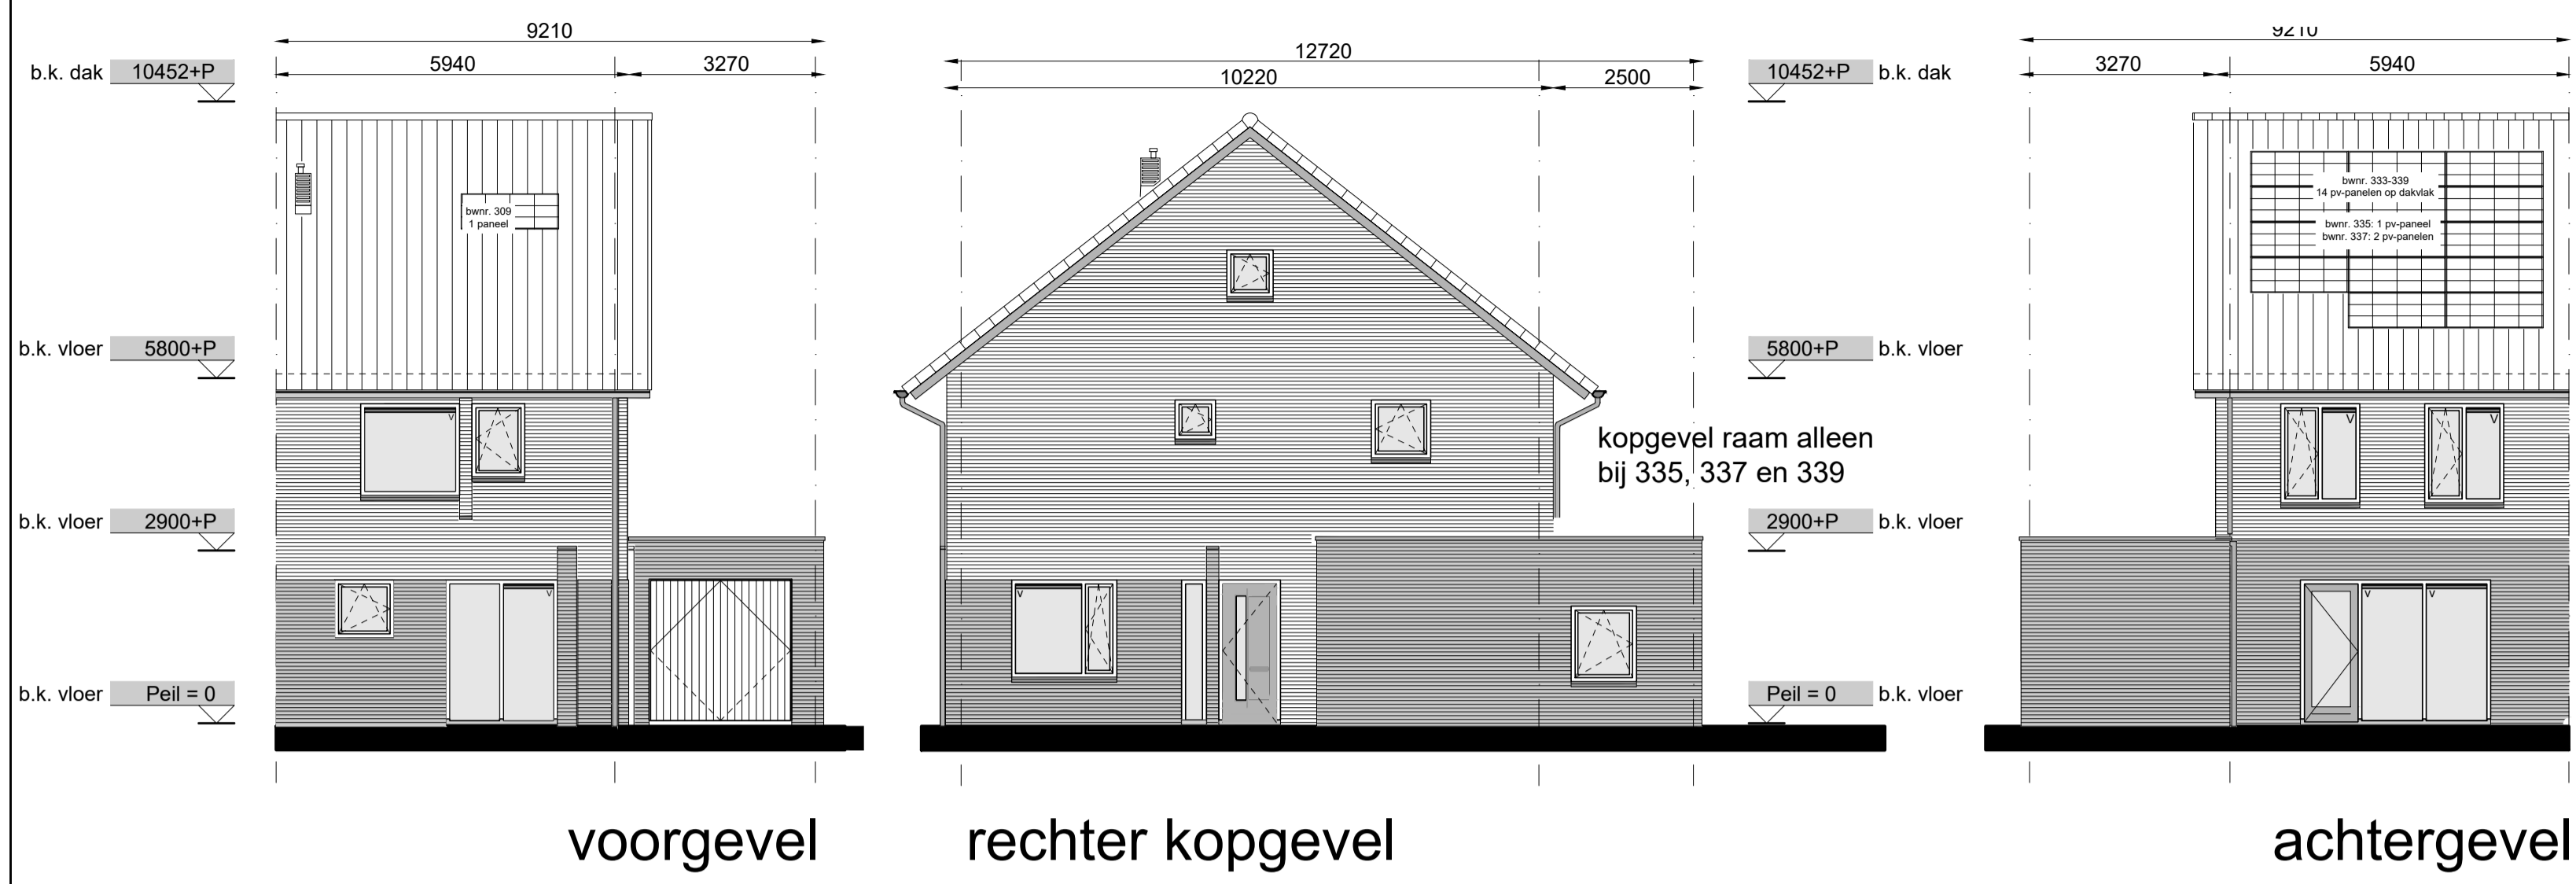 9210
5940 3270
b.k. dak 10452+P
bwnr. 309
1 paneel
b.k. vloer 5800+P
V
b.k. vloer 2900+P
V
b.k. vloer Peil = 0
voorgevel
12720
10220 2500
10452+P b.k. dak
5800+P b.k. vloer
kopgevel raam alleen
bij 335, 337 en 339
2900+P b.k. vloer
V
Peil = 0 b.k. vloer
rechter kopgevel
9210
3270 5940
bwnr. 333-339
14 pv-panelen op dakvlak
bwnr. 335: 1 pv-paneel
bwnr. 337: 2 pv-panelen
V V
V V
achtergevel